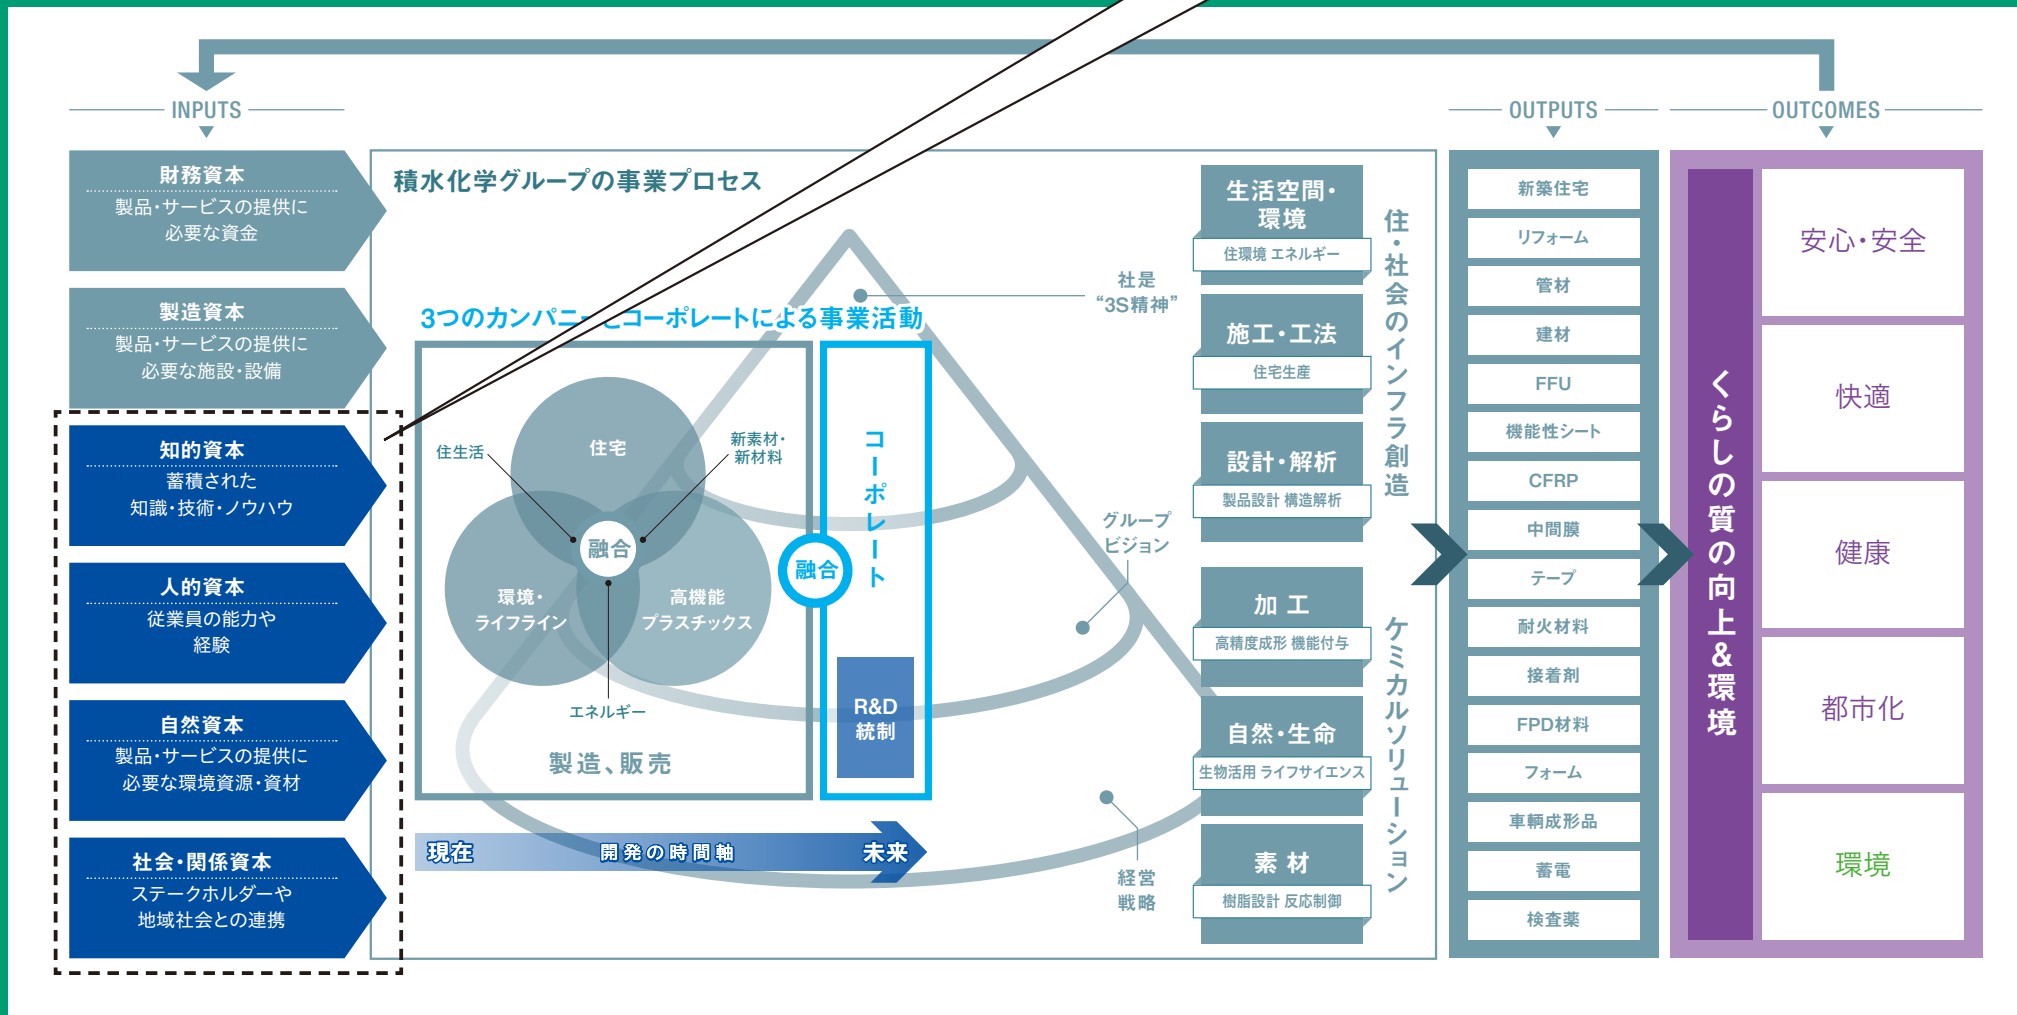 INPUTS
財務資本
製品・サービスの提供に
必要な資金
製造資本
製品・サービスの提供に
必要な施設・設備
知的資本
蓄積された
知識・技術・ノウハウ
人的資本
従業員の能力や
経験
自然資本
製品・サービスの提供に
必要な環境資源・資材
社会・関係資本
ステークホルダーや
地域社会との連携
積水化学グループの事業プロセス
3つのカンパニーとコーポレートによる事業活動
住宅
住生活
新素材・
新材料
融合
環境・
ライフライン
高機能
プラスチックス
エネルギー
製造、販売
コーポレート
融合
R&D
統制
現在
開発の時間軸
未来
社是
“3S精神”
グループ
ビジョン
経営
戦略
生活空間・
環境
住環境 エネルギー
施工・工法
住宅生産
設計・解析
製品設計 構造解析
加 工
高精度成形 機能付与
自然・生命
生物活用 ライフサイエンス
素 材
樹脂設計 反応制御
住・社会のインフラ創造
ケミカルソリューション
OUTPUTS
新築住宅
リフォーム
管材
建材
FFU
機能性シート
CFRP
中間膜
テープ
耐火材料
接着剤
FPD材料
フォーム
車輌成形品
蓄電
検査薬
OUTCOMES
くらしの質の向上&環境
安心・安全
快適
健康
都市化
環境